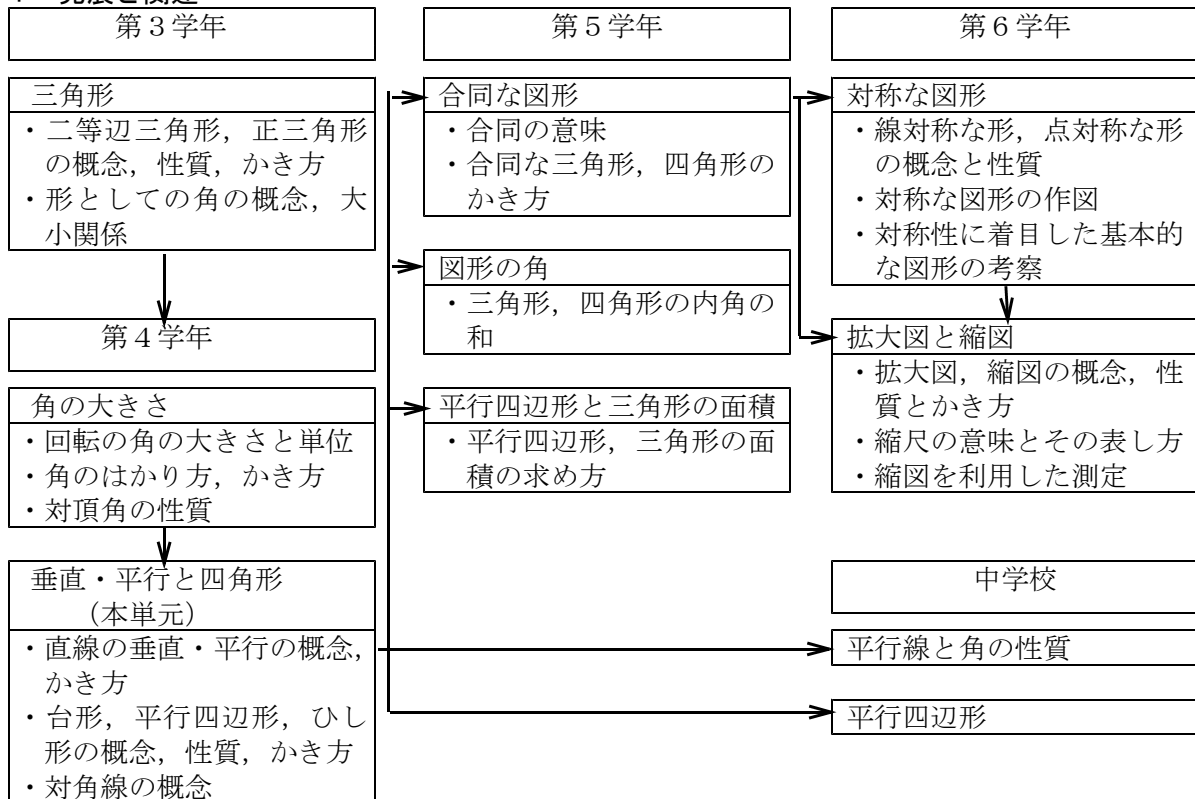 発展と関連
第3学年
三角形
・二等辺三角形，正三角形
の概念，性質，かき方
・形としての角の概念，大
小関係
第4学年
角の大きさ
・回転の角の大きさと単位
・角のはかり方，かき方
・対頂角の性質
垂直・平行と四角形
（本単元）
・直線の垂直・平行の概念，
かき方
・台形，平行四辺形，ひし
形の概念，性質，かき方
・対角線の概念
第5学年
合同な図形
・合同の意味
・合同な三角形，四角形の
かき方
図形の角
・三角形，四角形の内角の
和
平行四辺形と三角形の面積
・平行四辺形，三角形の面
積の求め方
第6学年
対称な図形
・線対称な形，点対称な形
の概念と性質
・対称な図形の作図
・対称性に着目した基本的
な図形の考察
拡大図と縮図
・拡大図，縮図の概念，性
質とかき方
・縮尺の意味とその表し方
・縮図を利用した測定
中学校
平行線と角の性質
平行四辺形